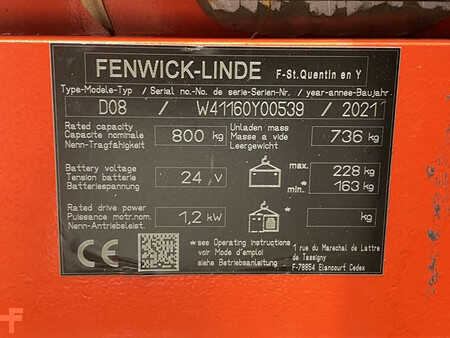 FENWICK-LINDE F-St.Quentin en Y
Type-Modele-Typ / Serial no.-No. de serie-Serien-Nr. / year-annee-Baujahr
D08 / W41160Y00539 / 2021
Rated capacity
Capacite nominale 800 kg
Nenn-Tragfähigkeit
Unladen mass
Masse a vide 736 kg
Leergewicht
Battery voltage
Tension batterie 24 V
Batteriespannung
max. 228 kg
min.* 163 kg
Rated drive power
Puissance motr.nom. 1,2 kW
Nenn-Antriebsleist.
kg
*see Operating instructions
voir Mode d'emploi
siehe Betriebsanleitung
1 rue du Marechal de Lattre
de Tassigny
F-78854 Elancourt Cedex
CE
F